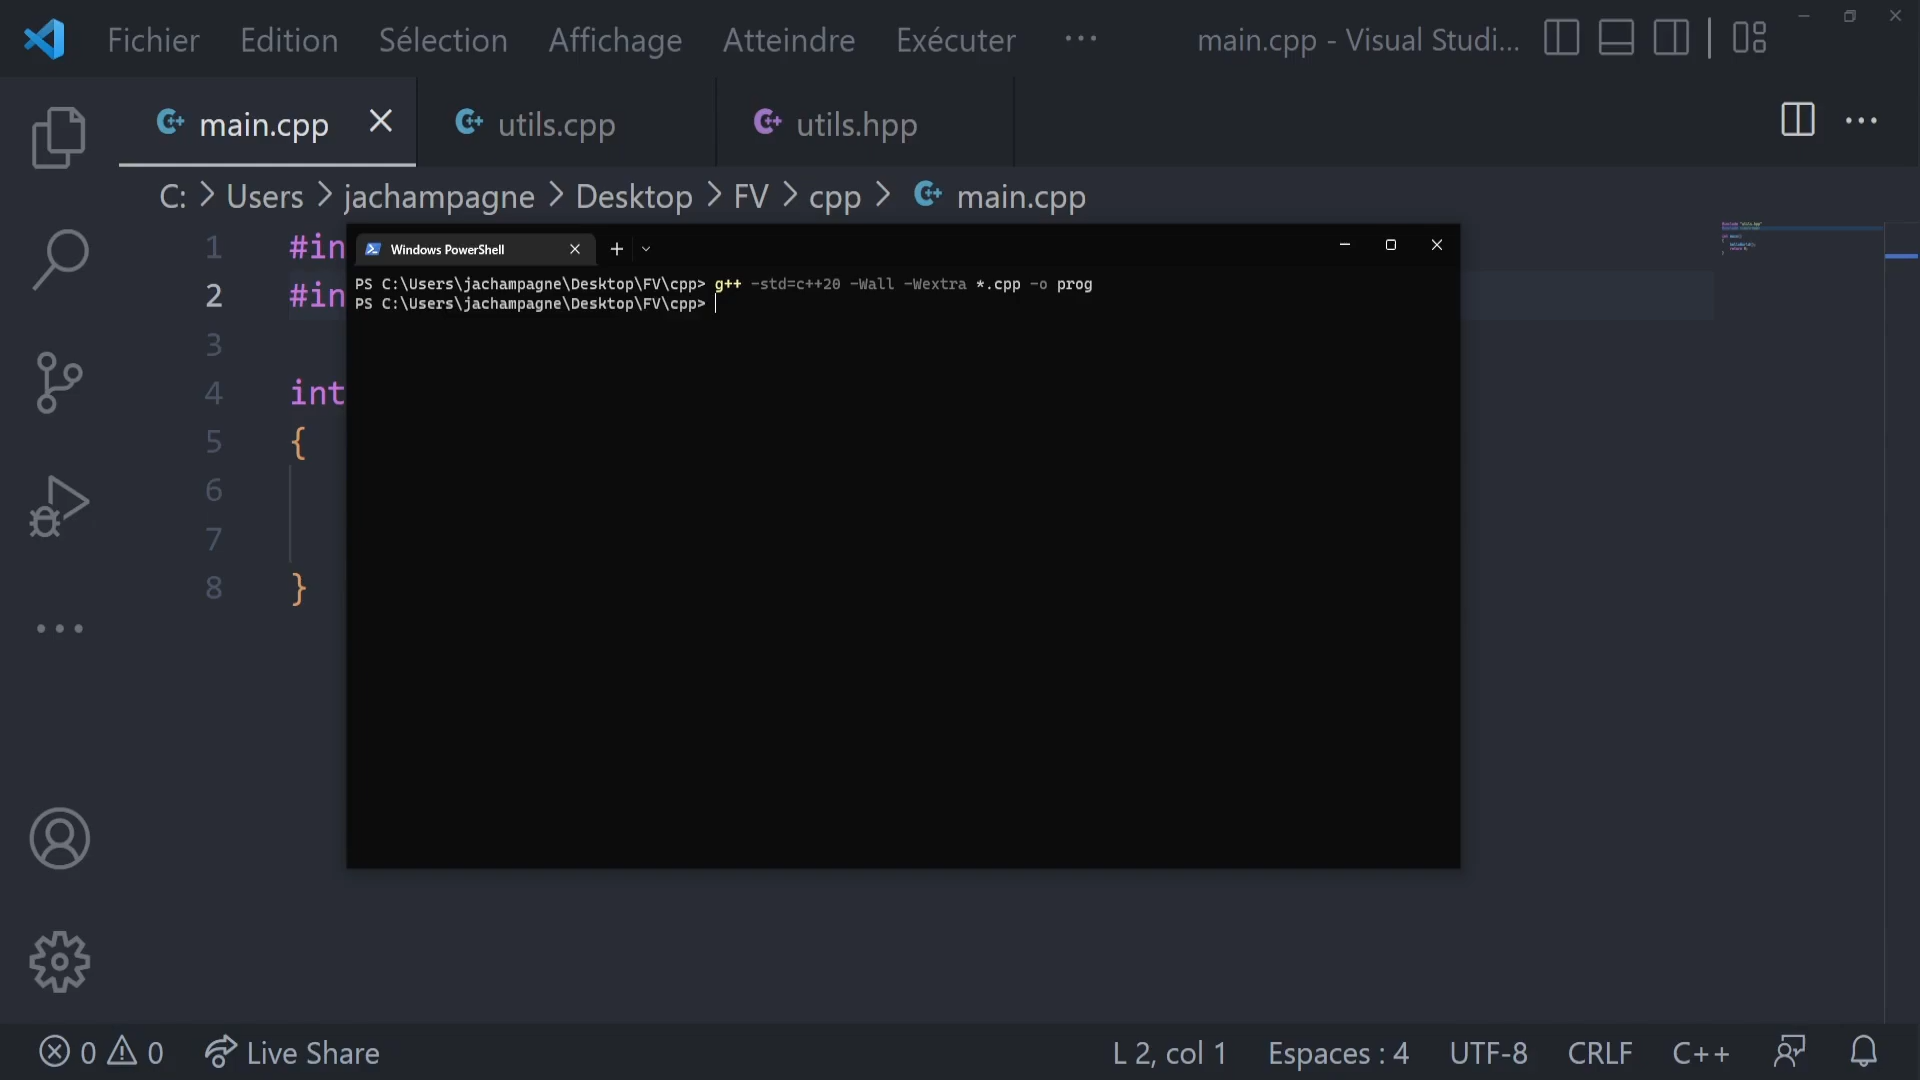 Fichier Edition Sélection Affichage Atteindre Exécuter ··· main.cpp - Visual Studi...
main.cpp utils.cpp utils.hpp
C: > Users > jachampagne > Desktop > FV > cpp > main.cpp
Windows PowerShell
1 #in
PS C:\Users\jachampagne\Desktop\FV\cpp> g++ -std=c++20 -Wall -Wextra *.cpp -o prog
2 #in
PS C:\Users\jachampagne\Desktop\FV\cpp>
3
4 int
5 {
6
7
8 }
0 0 Live Share L 2, col 1 Espaces : 4 UTF-8 CRLF C++